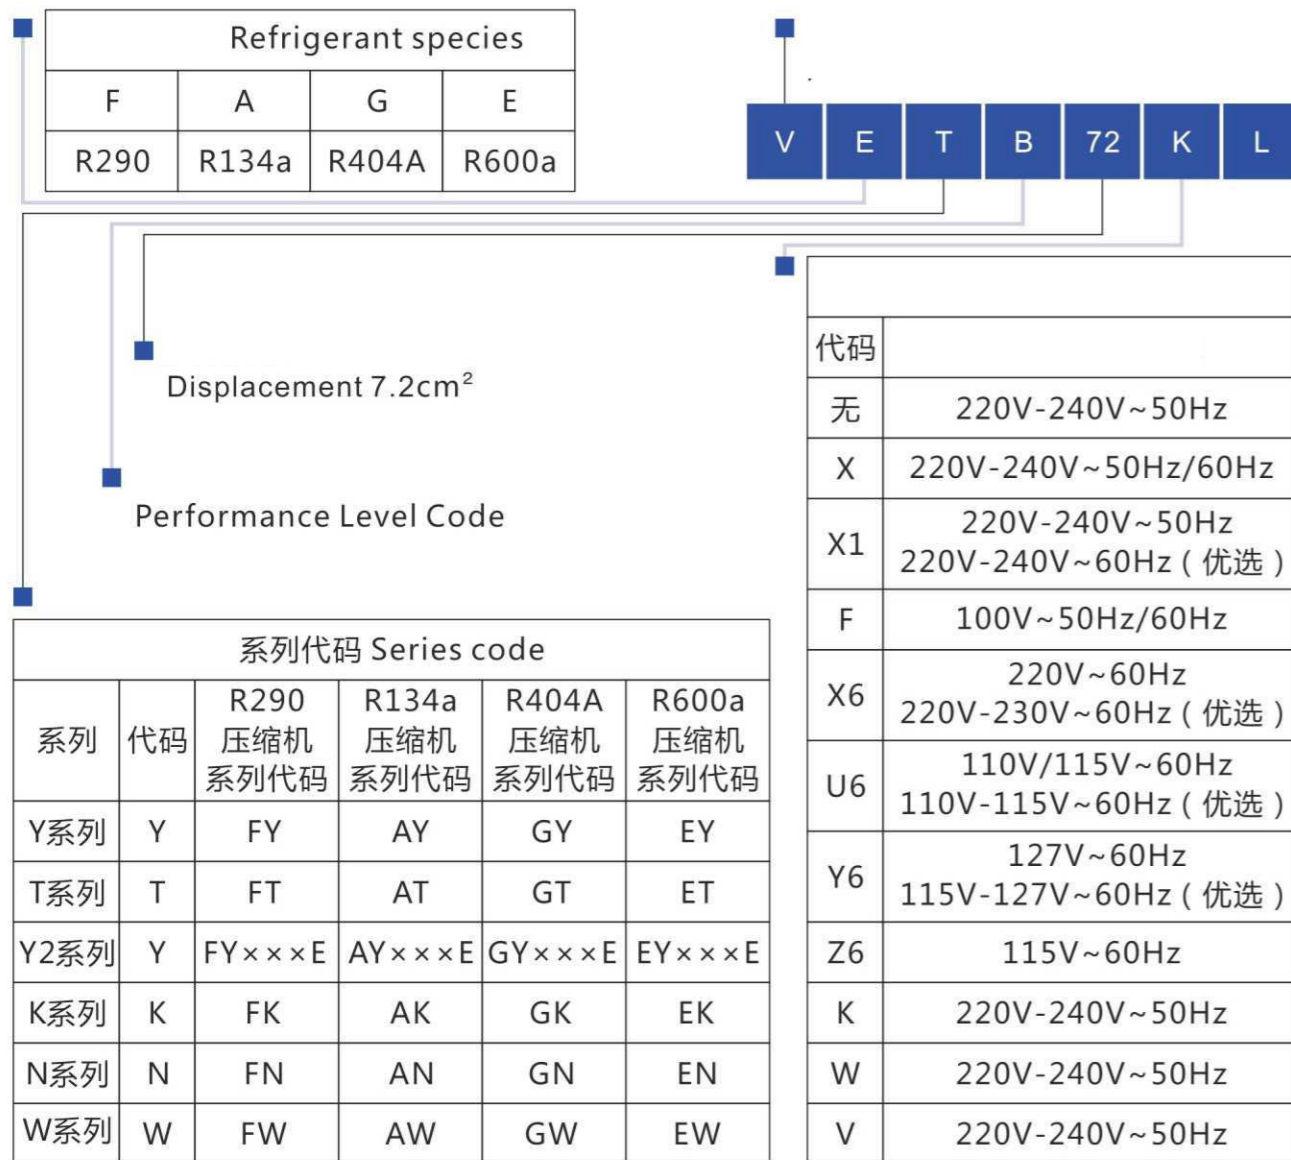 Refrigerant species
F A G E
R290 R134a R404A R600a
V E T B 72 K L
Displacement 7.2cm²
Performance Level Code
系列代码 Series code
系列 代码 R290 压缩机 系列代码 R134a 压缩机 系列代码 R404A 压缩机 系列代码 R600a 压缩机 系列代码
Y系列 Y FY AY GY EY
T系列 T FT AT GT ET
Y2系列 Y FY×××E AY×××E GY×××E EY×××E
K系列 K FK AK GK EK
N系列 N FN AN GN EN
W系列 W FW AW GW EW
代码
无 220V-240V~50Hz
X 220V-240V~50Hz/60Hz
X1 220V-240V~50Hz
220V-240V~60Hz(优选)
F 100V~50Hz/60Hz
X6 220V~60Hz
220V-230V~60Hz(优选)
U6 110V/115V~60Hz
110V-115V~60Hz(优选)
Y6 127V~60Hz
115V-127V~60Hz(优选)
Z6 115V~60Hz
K 220V-240V~50Hz
W 220V-240V~50Hz
V 220V-240V~50Hz